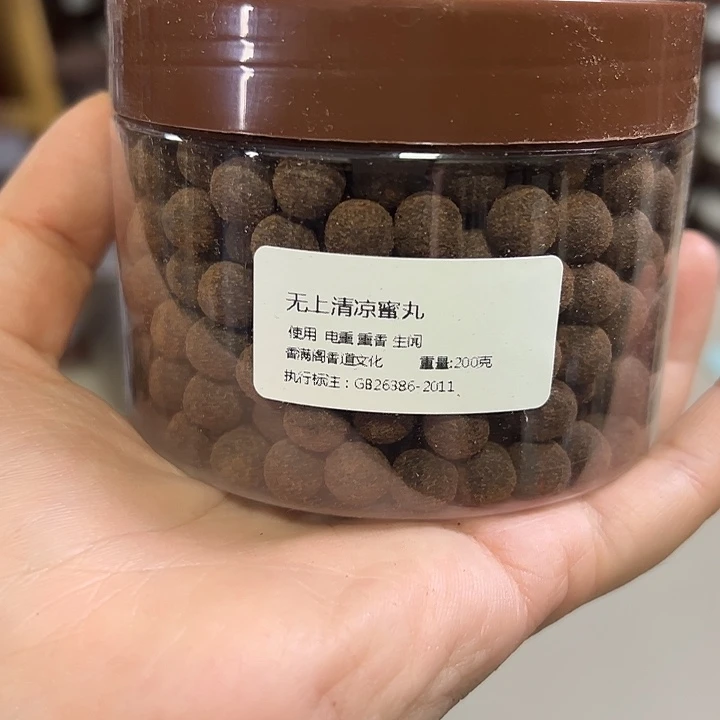 无上清凉蜜丸
使用 电熏 熏香 生闻
香满阁香道文化 重量:200克
执行标注:GB26386-2011